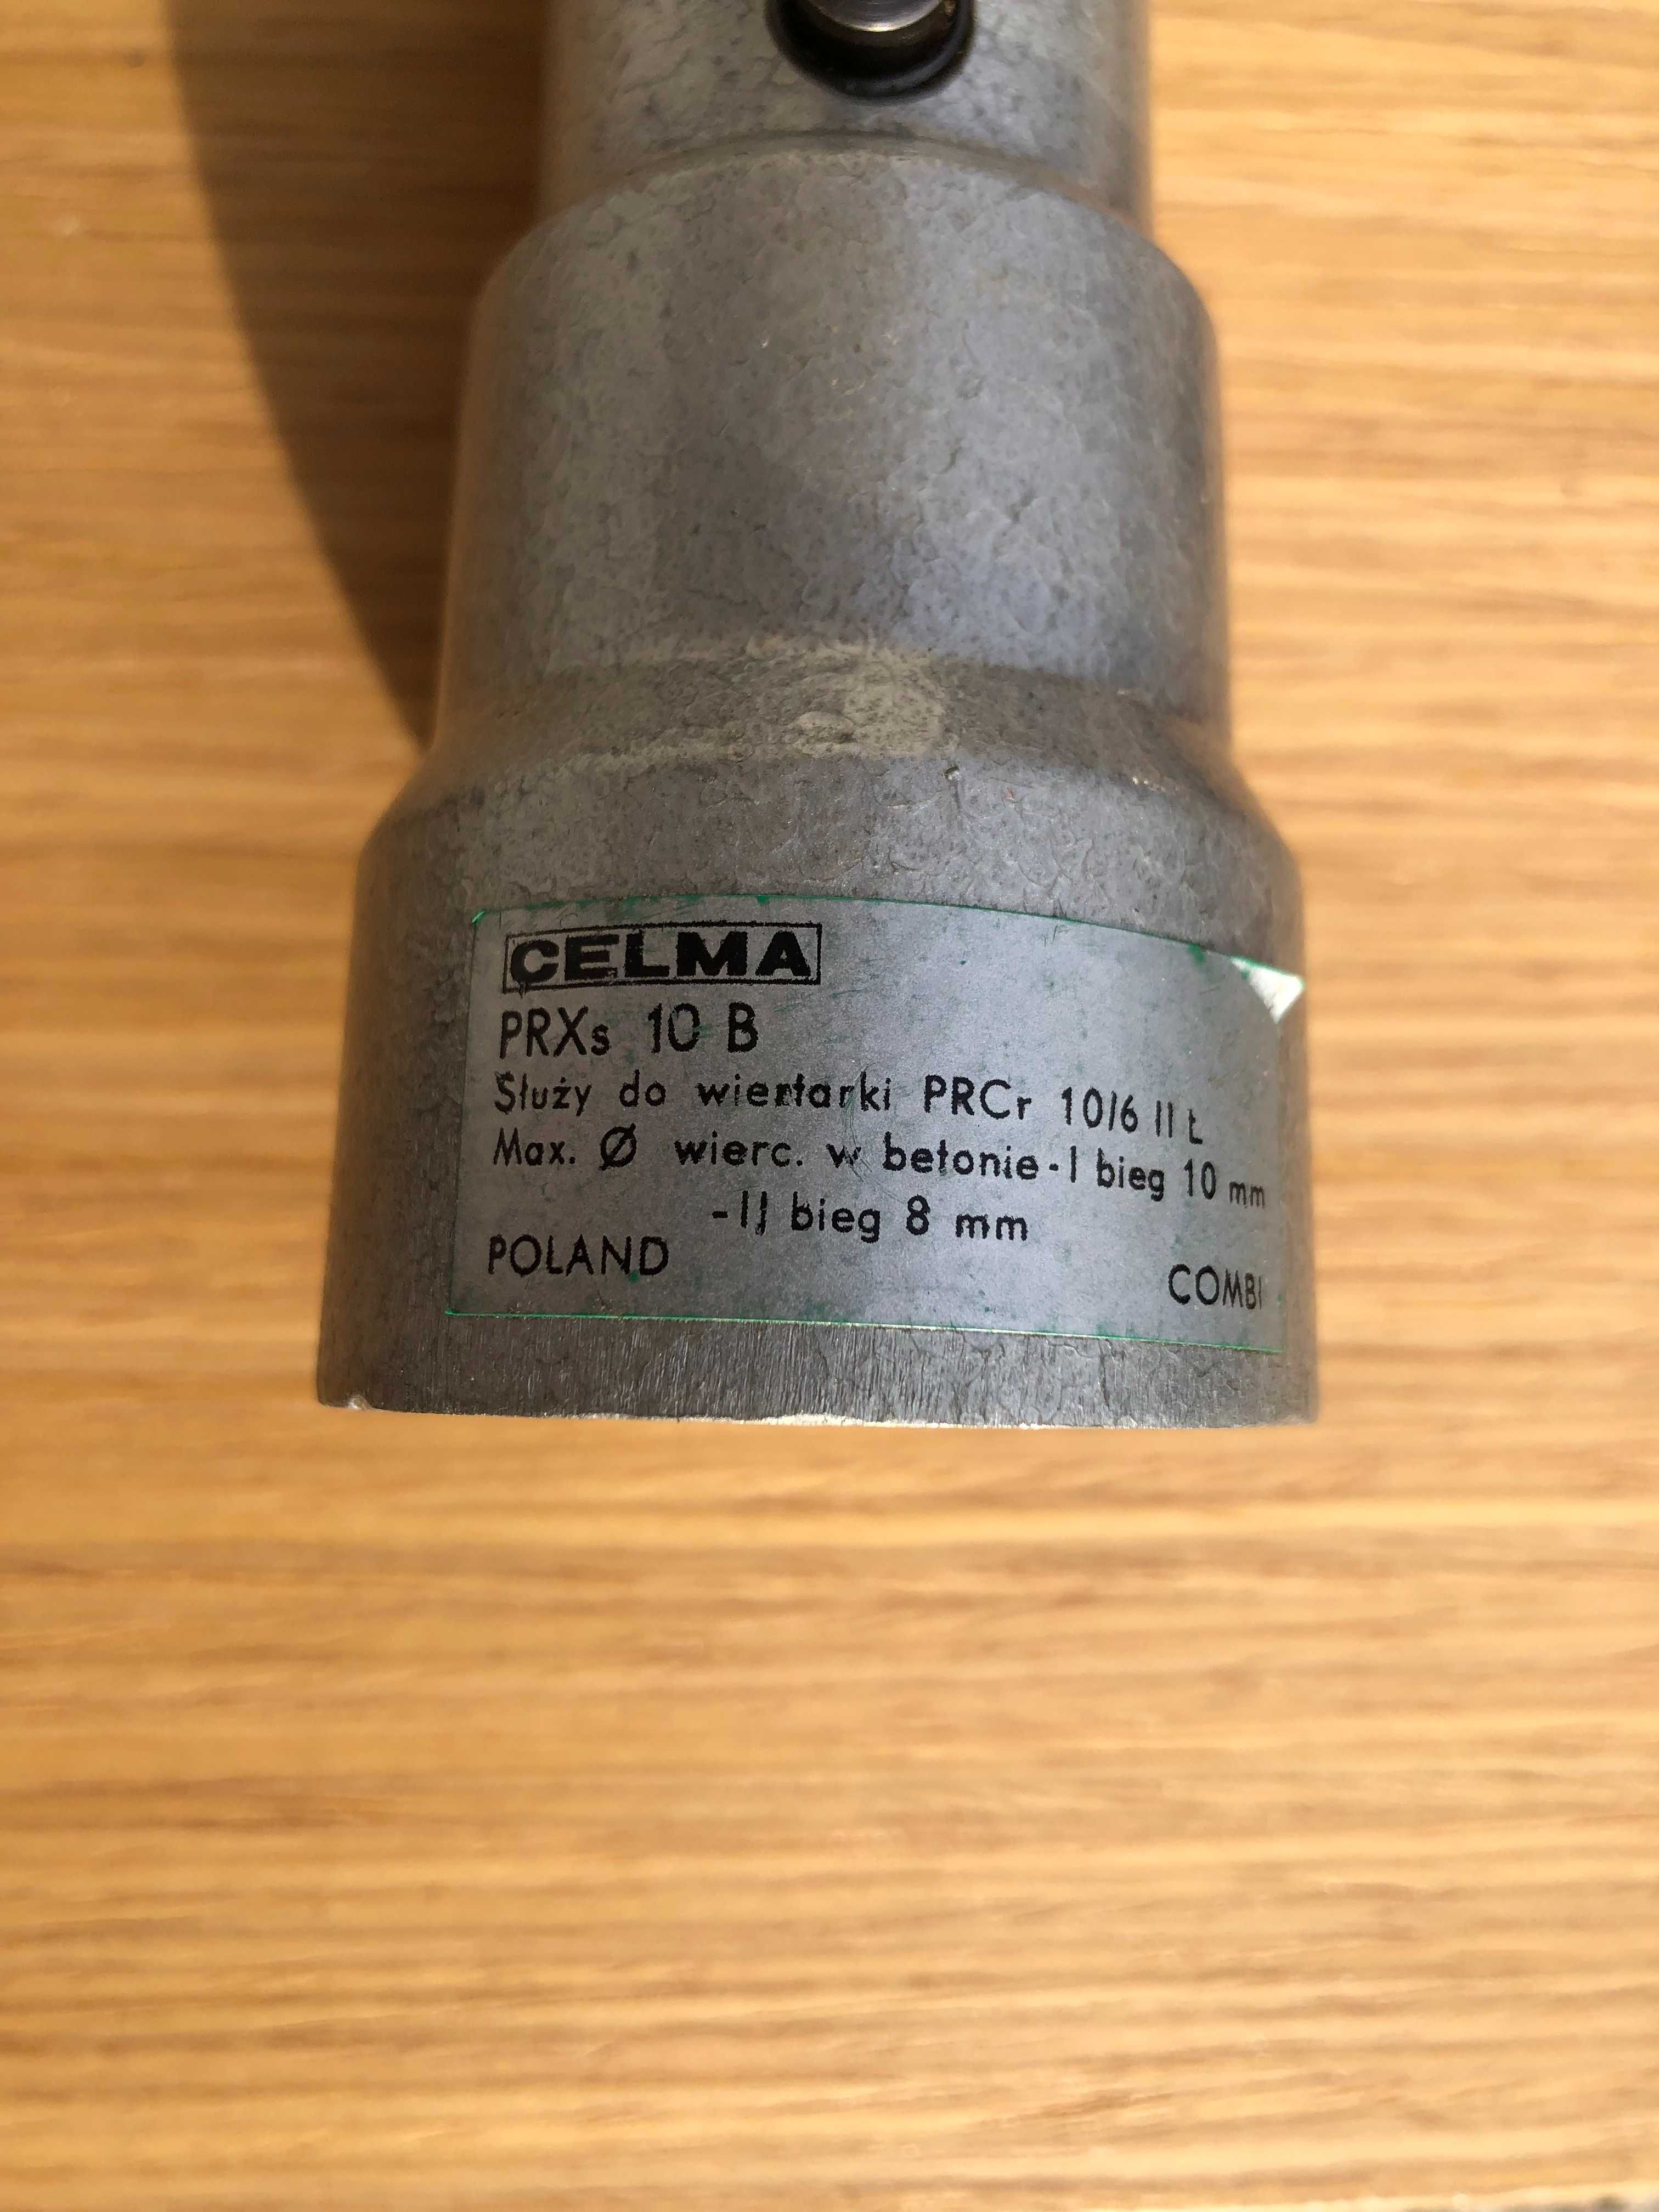 CELMA
PRXs 10 B
Służy do wiertarki PRCr 10/6 II Ł
Max. Ø wierc. w betonie - I bieg 10 mm
- II bieg 8 mm
POLAND
COMBI